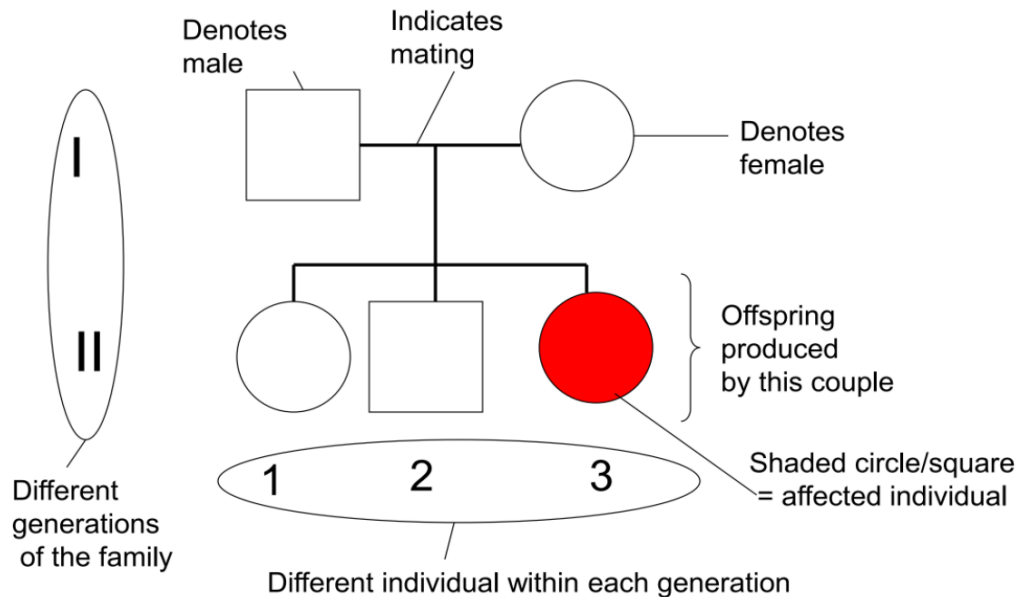 Denotes
male
Indicates
mating
Denotes
female
I
II
Offspring
produced
by this couple
Shaded circle/square
= affected individual
1 2 3
Different
generations
of the family
Different individual within each generation